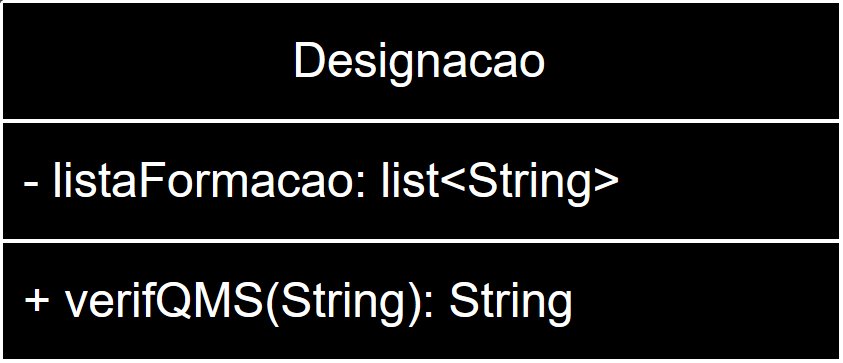 Designacao
- listaFormacao: list<String>
+ verifQMS(String): String